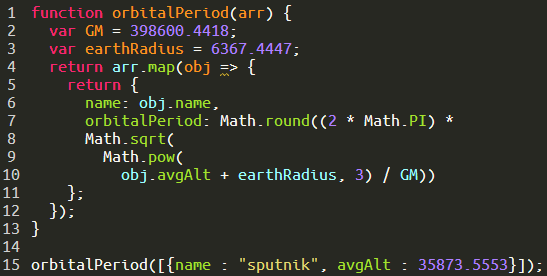 1 function orbitalPeriod(arr) {
2   var GM = 398600.4418;
3   var earthRadius = 6367.4447;
4   return arr.map(obj => {
5     return {
6       name: obj.name,
7       orbitalPeriod: Math.round((2 * Math.PI) *
8       Math.sqrt(
9         Math.pow(
10           obj.avgAlt + earthRadius, 3) / GM))
11     };
12   });
13 }
14
15 orbitalPeriod([{name : "sputnik", avgAlt : 35873.5553}]);